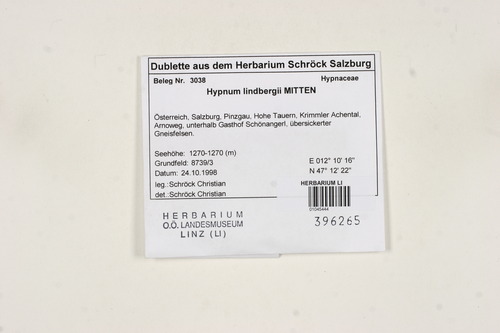 Dublette aus dem Herbarium Schröck Salzburg
Beleg Nr. 3038 Hypnaceae
Hypnum lindbergii MITTEN
Österreich, Salzburg, Pinzgau, Hohe Tauern, Krimmler Achental,
Arnoweg, unterhalb Gasthof Schönangerl, übersickerter
Gneisfelsen.
Seehöhe: 1270-1270 (m)
Grundfeld: 8739/3 E 012° 10' 16"
Datum: 24.10.1998 N 47° 12' 22"
leg.:Schröck Christian HERBARIUM LI
det.:Schröck Christian
HERBARIUM
O.Ö. LANDESMUSEUM
LINZ (LI)
396265